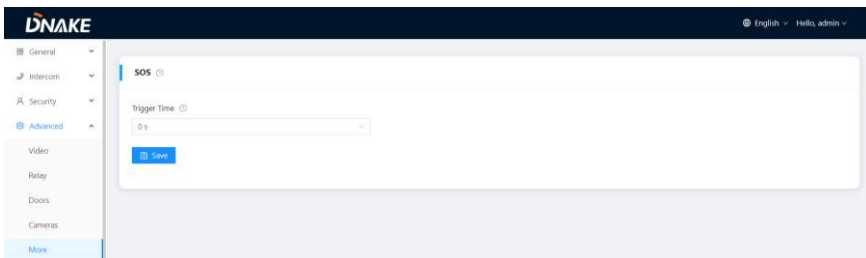 DNAKE
English Hello, admin
General
Intercom
Security
Advanced
Video
Relay
Doors
Cameras
More
SOS
Trigger Time
0 s
Save